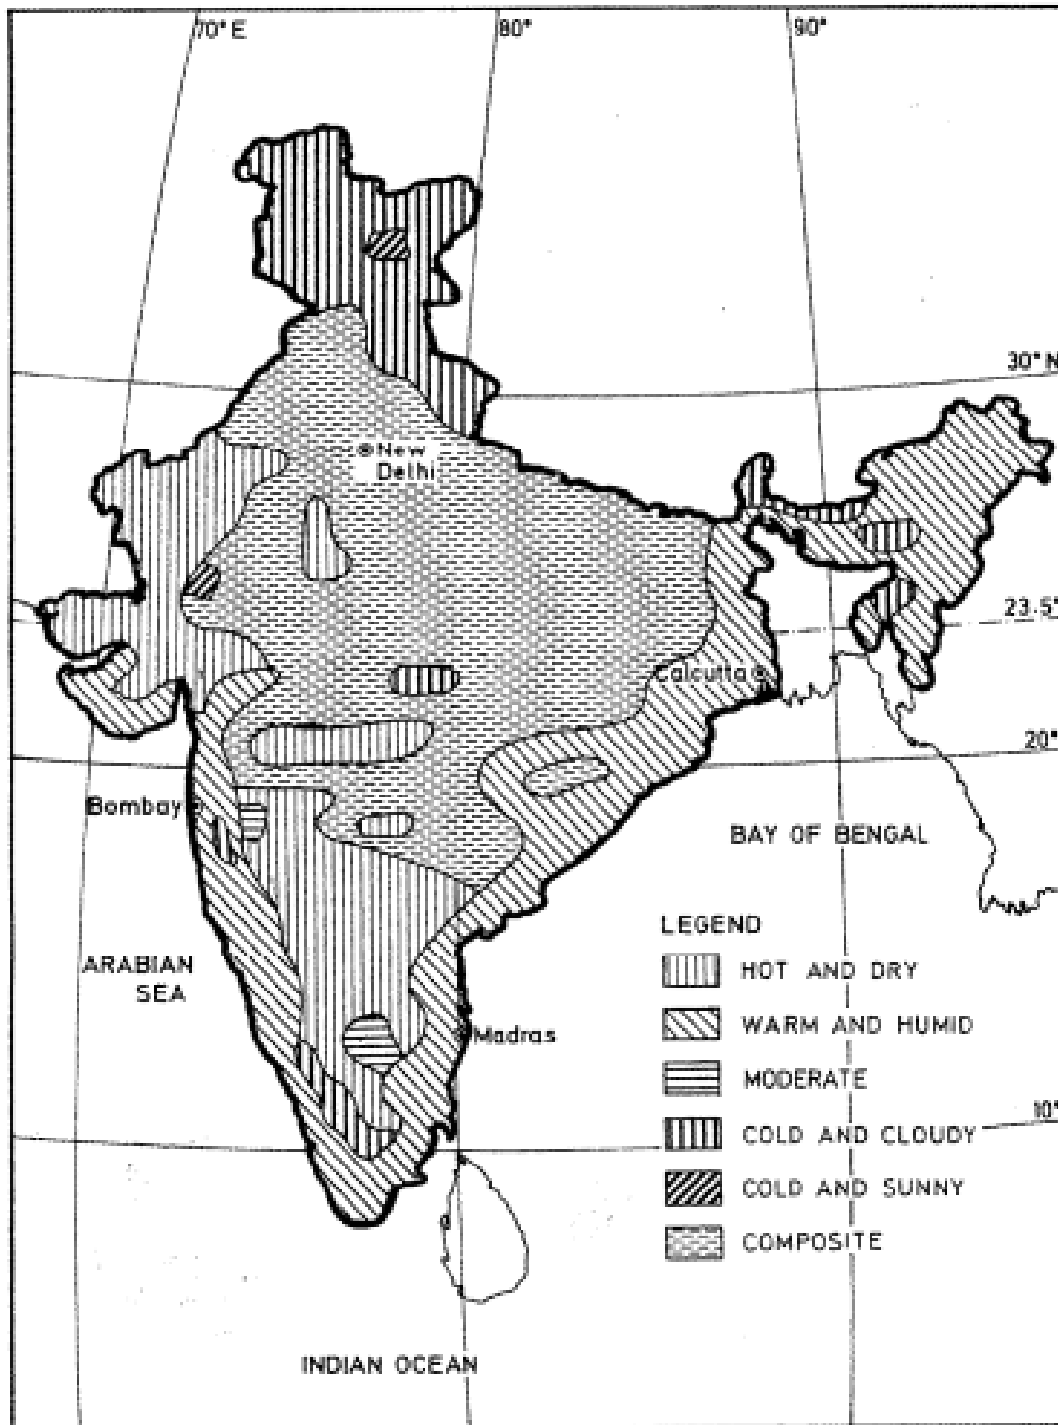 70°E
80°
90°
30°N
New
Delhi
23.5°
Calcutta
20°
Bombay
BAY OF BENGAL
LEGEND
ARABIAN
SEA
HOT AND DRY
WARM AND HUMID
Madras
MODERATE
10°
COLD AND CLOUDY
COLD AND SUNNY
COMPOSITE
INDIAN OCEAN